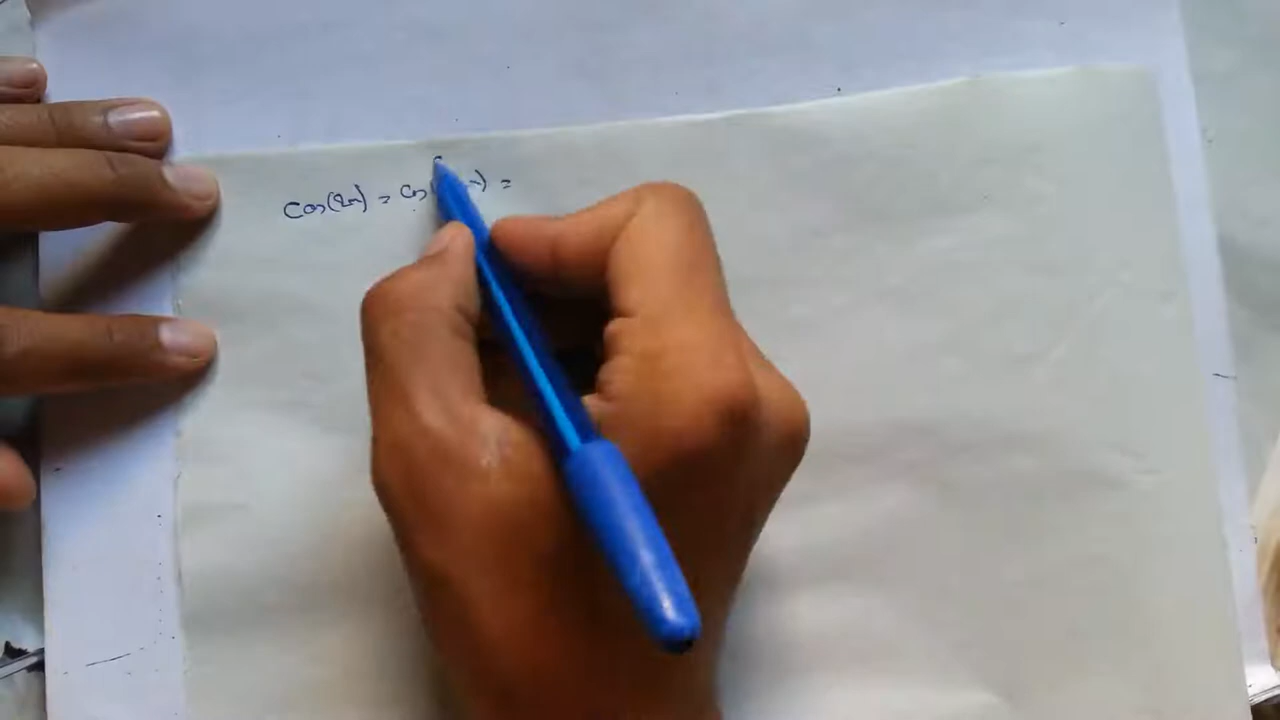 Cos(2x) = Cos( x) =